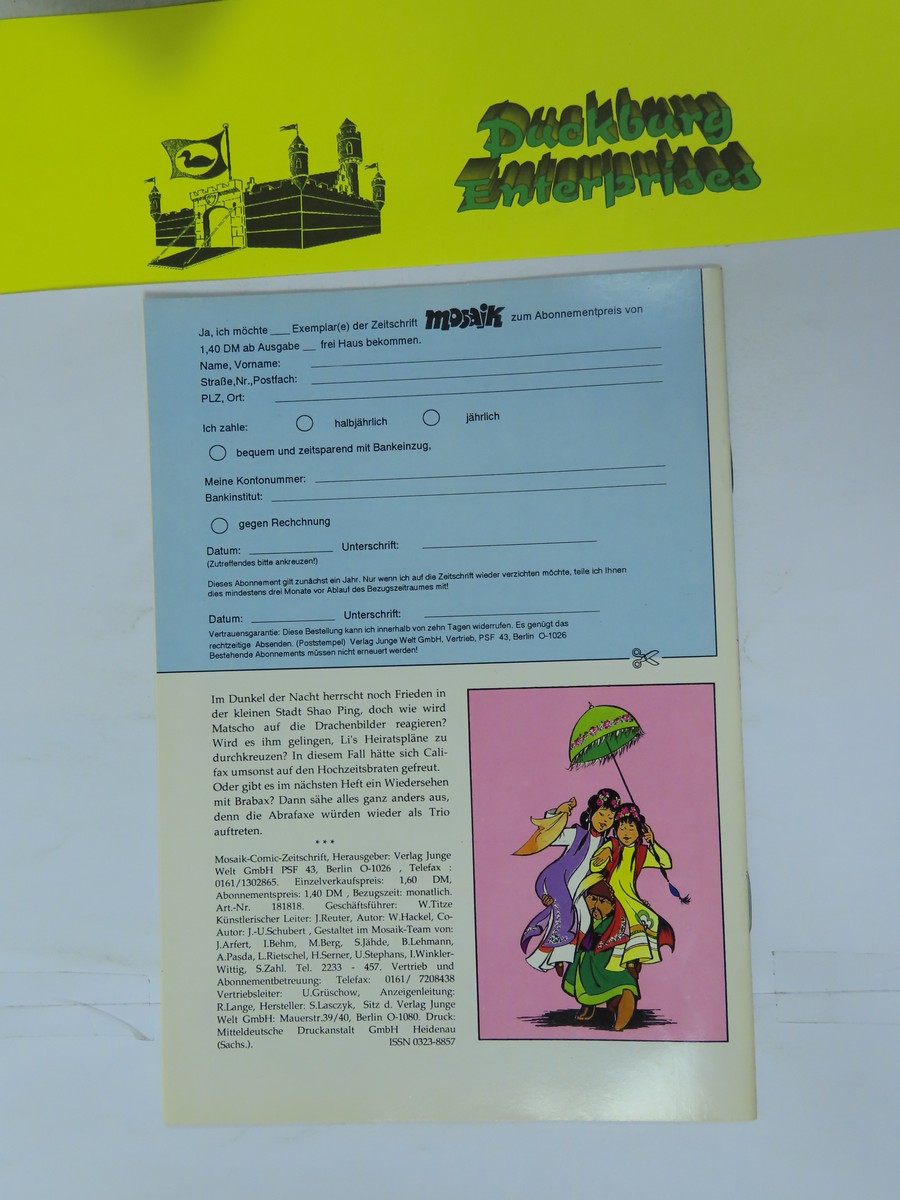 Duckburg
Enterprises
Ja, ich möchte ___ Exemplar(e) der Zeitschrift mosaik zum Abonnementpreis von
1,40 DM ab Ausgabe __ frei Haus bekommen.
Name, Vorname:
Straße,Nr.,Postfach:
PLZ, Ort:
Ich zahle: halbjährlich jährlich
bequem und zeitsparend mit Bankeinzug,
Meine Kontonummer:
Bankinstitut:
gegen Rechchnung
Datum: Unterschrift:
(Zutreffendes bitte ankreuzen!)
Dieses Abonnement gilt zunächst ein Jahr. Nur wenn ich auf die Zeitschrift wieder verzichten möchte, teile ich Ihnen
dies mindestens drei Monate vor Ablauf des Bezugszeitraumes mit!
Datum: Unterschrift:
Vertrauensgarantie: Diese Bestellung kann ich innerhalb von zehn Tagen widerrufen. Es genügt das
rechtzeitige Absenden. (Poststempel) Verlag Junge Welt GmbH, Vertrieb, PSF 43, Berlin O-1026
Bestehende Abonnements müssen nicht erneuert werden!
Im Dunkel der Nacht herrscht noch Frieden in
der kleinen Stadt Shao Ping, doch wie wird
Matscho auf die Drachenbilder reagieren?
Wird es ihm gelingen, Li's Heiratspläne zu
durchkreuzen? In diesem Fall hätte sich Cali-
fax umsonst auf den Hochzeitsbraten gefreut.
Oder gibt es im nächsten Heft ein Wiedersehen
mit Brabax? Dann sähe alles ganz anders aus,
denn die Abrafaxe würden wieder als Trio
auftreten.
***
Mosaik-Comic-Zeitschrift, Herausgeber: Verlag Junge
Welt GmbH PSF 43, Berlin O-1026 , Telefax :
0161/1302865. Einzelverkaufspreis: 1,60 DM,
Abonnementspreis: 1,40 DM , Bezugszeit: monatlich.
Art.-Nr. 181818. Geschäftsführer: W.Titze
Künstlerischer Leiter: J.Reuter, Autor: W.Hackel, Co-
Autor: J.-U.Schubert , Gestaltet im Mosaik-Team von:
J.Arfert, I.Behm, M.Berg, S.Jähde, B.Lehmann,
A.Pasda, L.Rietschel, H.Serner, U.Stephans, I.Winkler-
Wittig, S.Zahl. Tel. 2233 - 457. Vertrieb und
Abonnementbetreuung: Telefax: 0161/ 7208438
Vertriebsleiter: U.Grüschow, Anzeigenleitung:
R.Lange, Hersteller: S.Lasczyk, Sitz d. Verlag Junge
Welt GmbH: Mauerstr.39/40, Berlin O-1080. Druck:
Mitteldeutsche Druckanstalt GmbH Heidenau
(Sachs.). ISSN 0323-8857